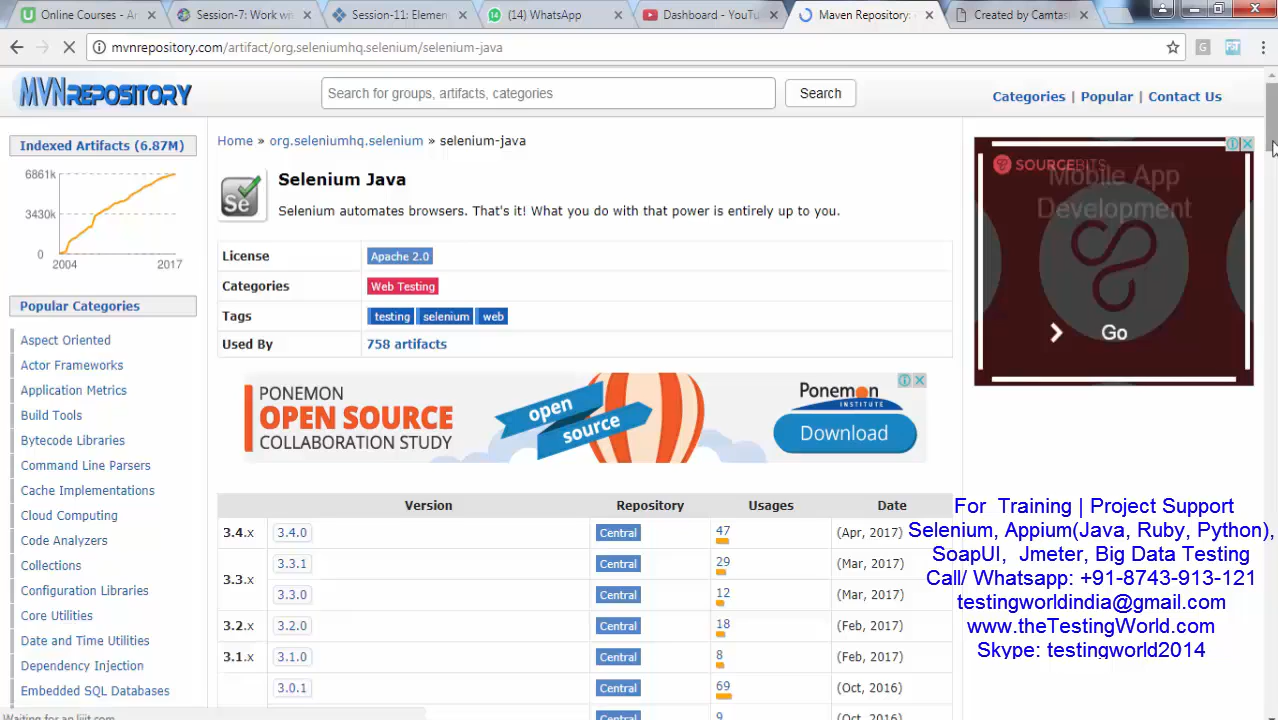 Online Courses - A
Session-7: Work w
Session-11: Elemen
(14) WhatsApp
Dashboard - YouTu
Maven Repository:
Created by Camtas
mvnrepository.com/artifact/org.seleniumhq.selenium/selenium-java
MVNREPOSITORY
Search for groups, artifacts, categories
Search
Categories | Popular | Contact Us
Indexed Artifacts (6.87M)
6861k
3430k
0
2004
2017
Popular Categories
Aspect Oriented
Actor Frameworks
Application Metrics
Build Tools
Bytecode Libraries
Command Line Parsers
Cache Implementations
Cloud Computing
Code Analyzers
Collections
Configuration Libraries
Core Utilities
Date and Time Utilities
Dependency Injection
Embedded SQL Databases
Home » org.seleniumhq.selenium » selenium-java
Se
Selenium Java
Selenium automates browsers. That's it! What you do with that power is entirely up to you.
License
Apache 2.0
Categories
Web Testing
Tags
testing selenium web
Used By
758 artifacts
PONEMON
OPEN SOURCE
COLLABORATION STUDY
open
source
Ponemon
INSTITUTE
Download
Version Repository Usages Date
3.4.x 3.4.0 Central 47 (Apr, 2017)
3.3.x 3.3.1 Central 29 (Mar, 2017)
3.3.0 Central 12 (Mar, 2017)
3.2.x 3.2.0 Central 18 (Feb, 2017)
3.1.x 3.1.0 Central 8 (Feb, 2017)
3.0.1 Central 69 (Oct, 2016)
SOURCEBITS
Mobile App
Development
Go
For Training | Project Support
Selenium, Appium(Java, Ruby, Python),
SoapUI, Jmeter, Big Data Testing
Call/ Whatsapp: +91-8743-913-121
testingworldindia@gmail.com
www.theTestingWorld.com
Skype: testingworld2014